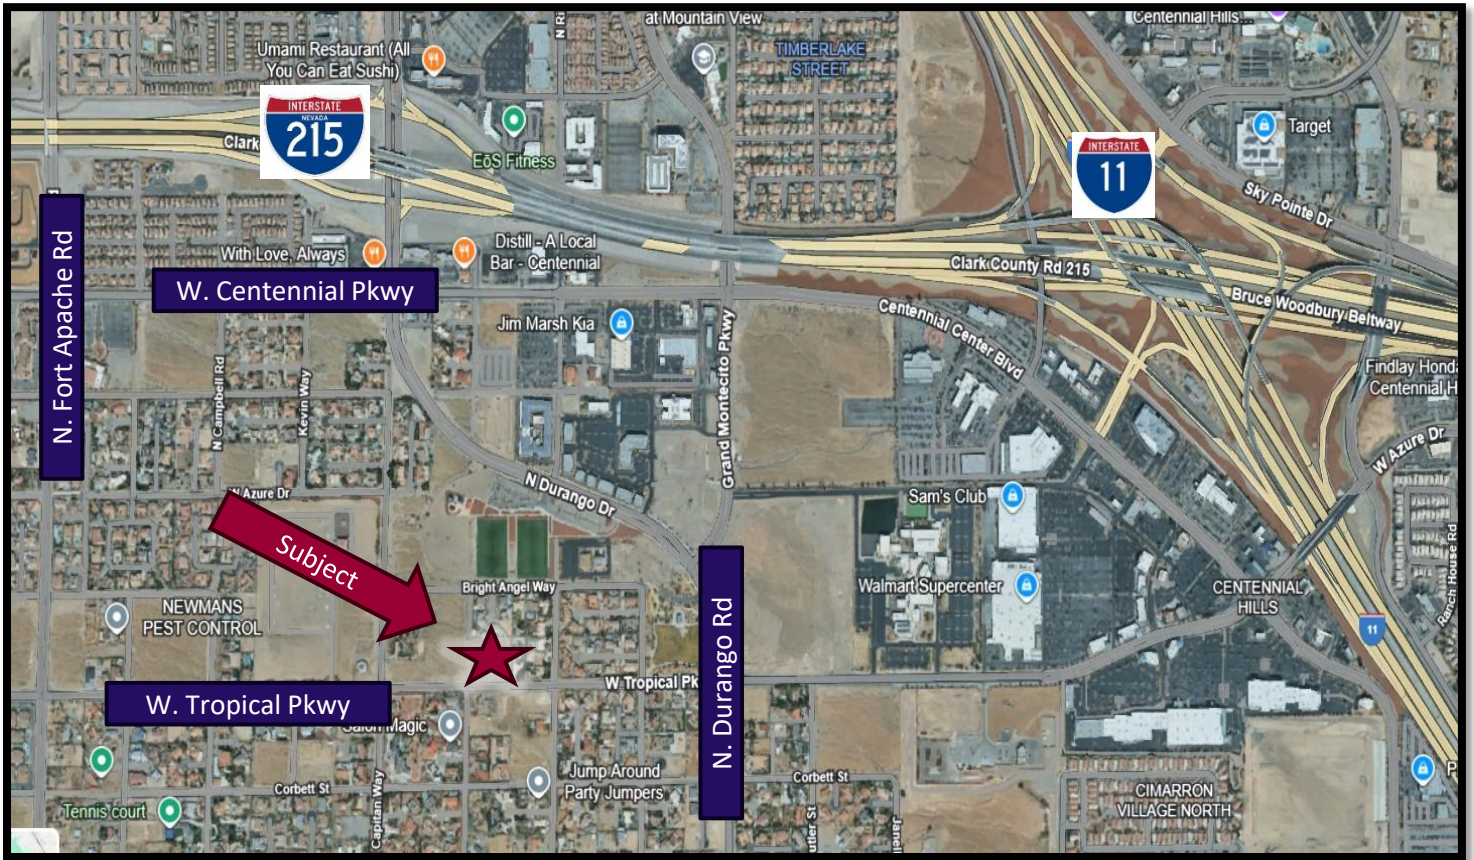 at Mountain View
Centennial Hills...
Umami Restaurant (All
You Can Eat Sushi)
TIMBERLAKE
STREET
INTERSTATE
NEVADA
215
Clark
EōS Fitness
Target
INTERSTATE
11
Sky Pointe Dr
N. Fort Apache Rd
With Love, Always
Distill - A Local
Bar - Centennial
Clark County Rd 215
Bruce Woodbury Beltway
W. Centennial Pkwy
Jim Marsh Kia
Centennial Center Blvd
Grand Montecito Pkwy
Findlay Honda
Centennial H
N Campbell Rd
Kevin Way
W Azure Dr
W Azure Dr
N Durango Dr
Sam's Club
Subject
Bright Angel Way
Walmart Supercenter
CENTENNIAL
HILLS
Ranch House Rd
NEWMANS
PEST CONTROL
11
N. Durango Rd
W Tropical Pk
W. Tropical Pkwy
Salon Magic
Jump Around
Party Jumpers
Corbett St
Corbett St
Capitan Way
Tennis court
CIMARRON
VILLAGE NORTH
utler St
Janell
P